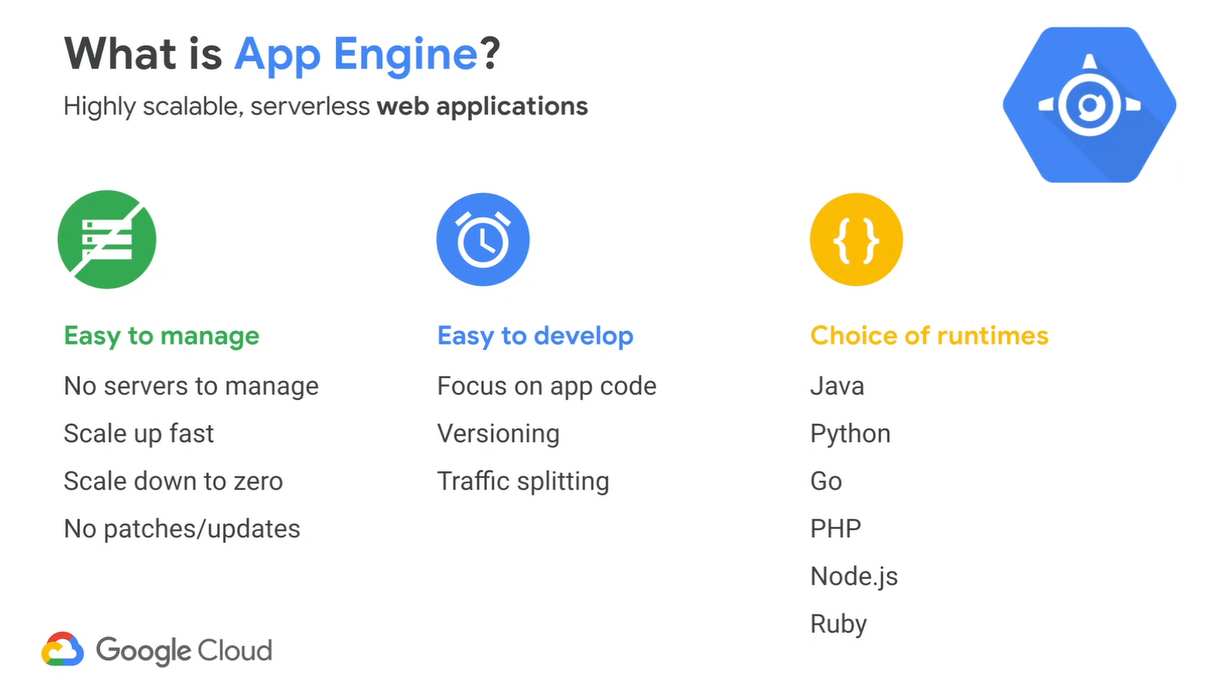 What is App Engine?
Highly scalable, serverless web applications
Easy to manage
No servers to manage
Scale up fast
Scale down to zero
No patches/updates
Easy to develop
Focus on app code
Versioning
Traffic splitting
Choice of runtimes
Java
Python
Go
PHP
Node.js
Ruby
Google Cloud